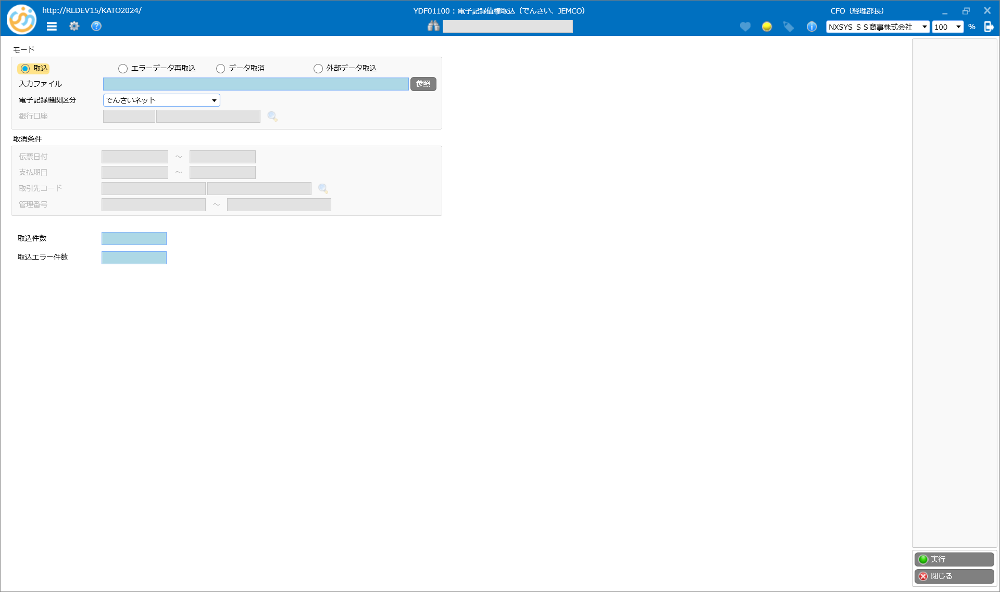 http://RLDEV15/KATO2024/
YDF01100：電子記録債権取込（でんさい、JEMCO）
CFO（経理部長）
NXSYS ＳＳ商事株式会社
100
%
モード
取込
エラーデータ再取込
データ取消
外部データ取込
入力ファイル
参照
電子記録機関区分
でんさいネット
銀行口座
取消条件
伝票日付
～
支払期日
～
取引先コード
管理番号
～
取込件数
取込エラー件数
実行
閉じる